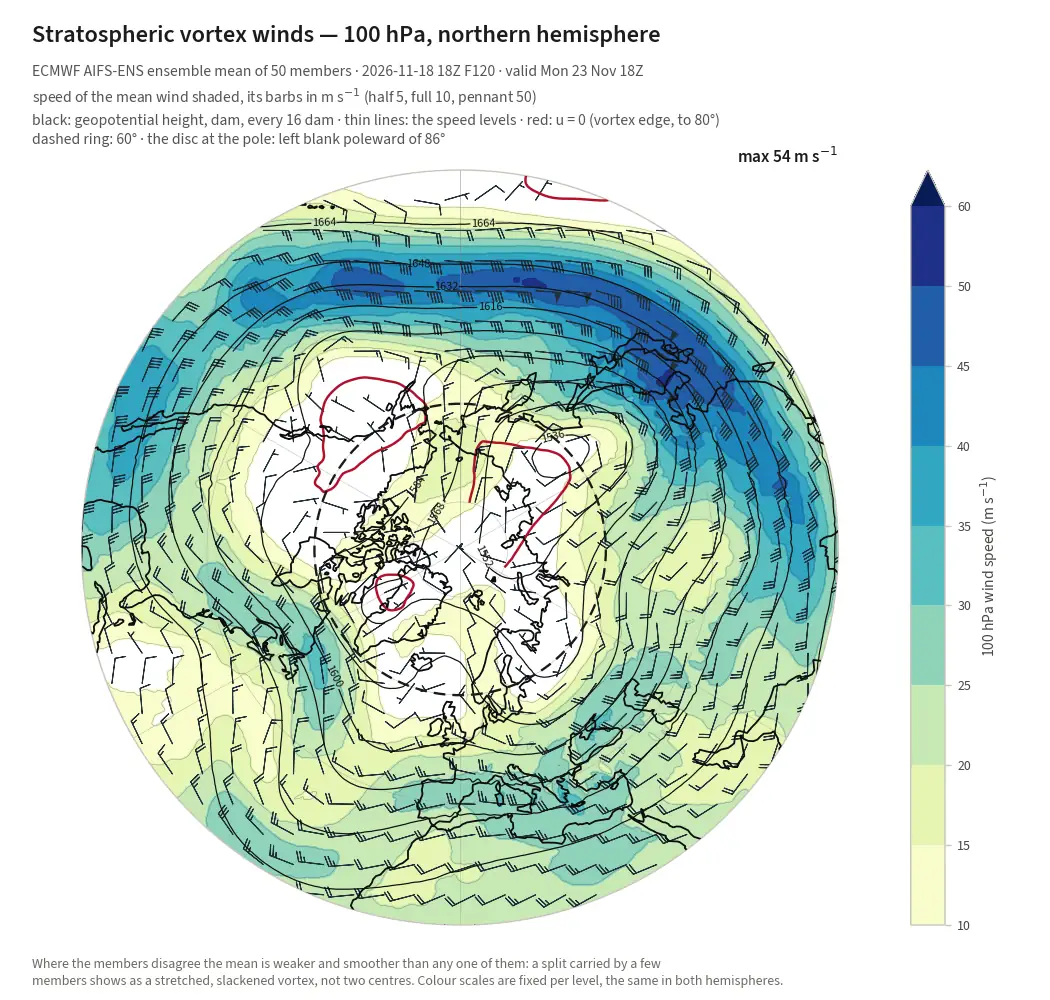 Stratospheric vortex winds — 100 hPa, northern hemisphere
ECMWF AIFS-ENS ensemble mean of 50 members · 2026-11-18 18Z F120 · valid Mon 23 Nov 18Z
speed of the mean wind shaded, its barbs in m s⁻¹ (half 5, full 10, pennant 50)
black: geopotential height, dam, every 16 dam · thin lines: the speed levels · red: u = 0 (vortex edge, to 80°)
dashed ring: 60° · the disc at the pole: left blank poleward of 86°
max 54 m s⁻¹
1664
1664
1648
1632
1616
1536
1568
1552
1600
60
50
45
40
35
30
25
20
15
10
100 hPa wind speed (m s⁻¹)
Where the members disagree the mean is weaker and smoother than any one of them: a split carried by a few
members shows as a stretched, slackened vortex, not two centres. Colour scales are fixed per level, the same in both hemispheres.